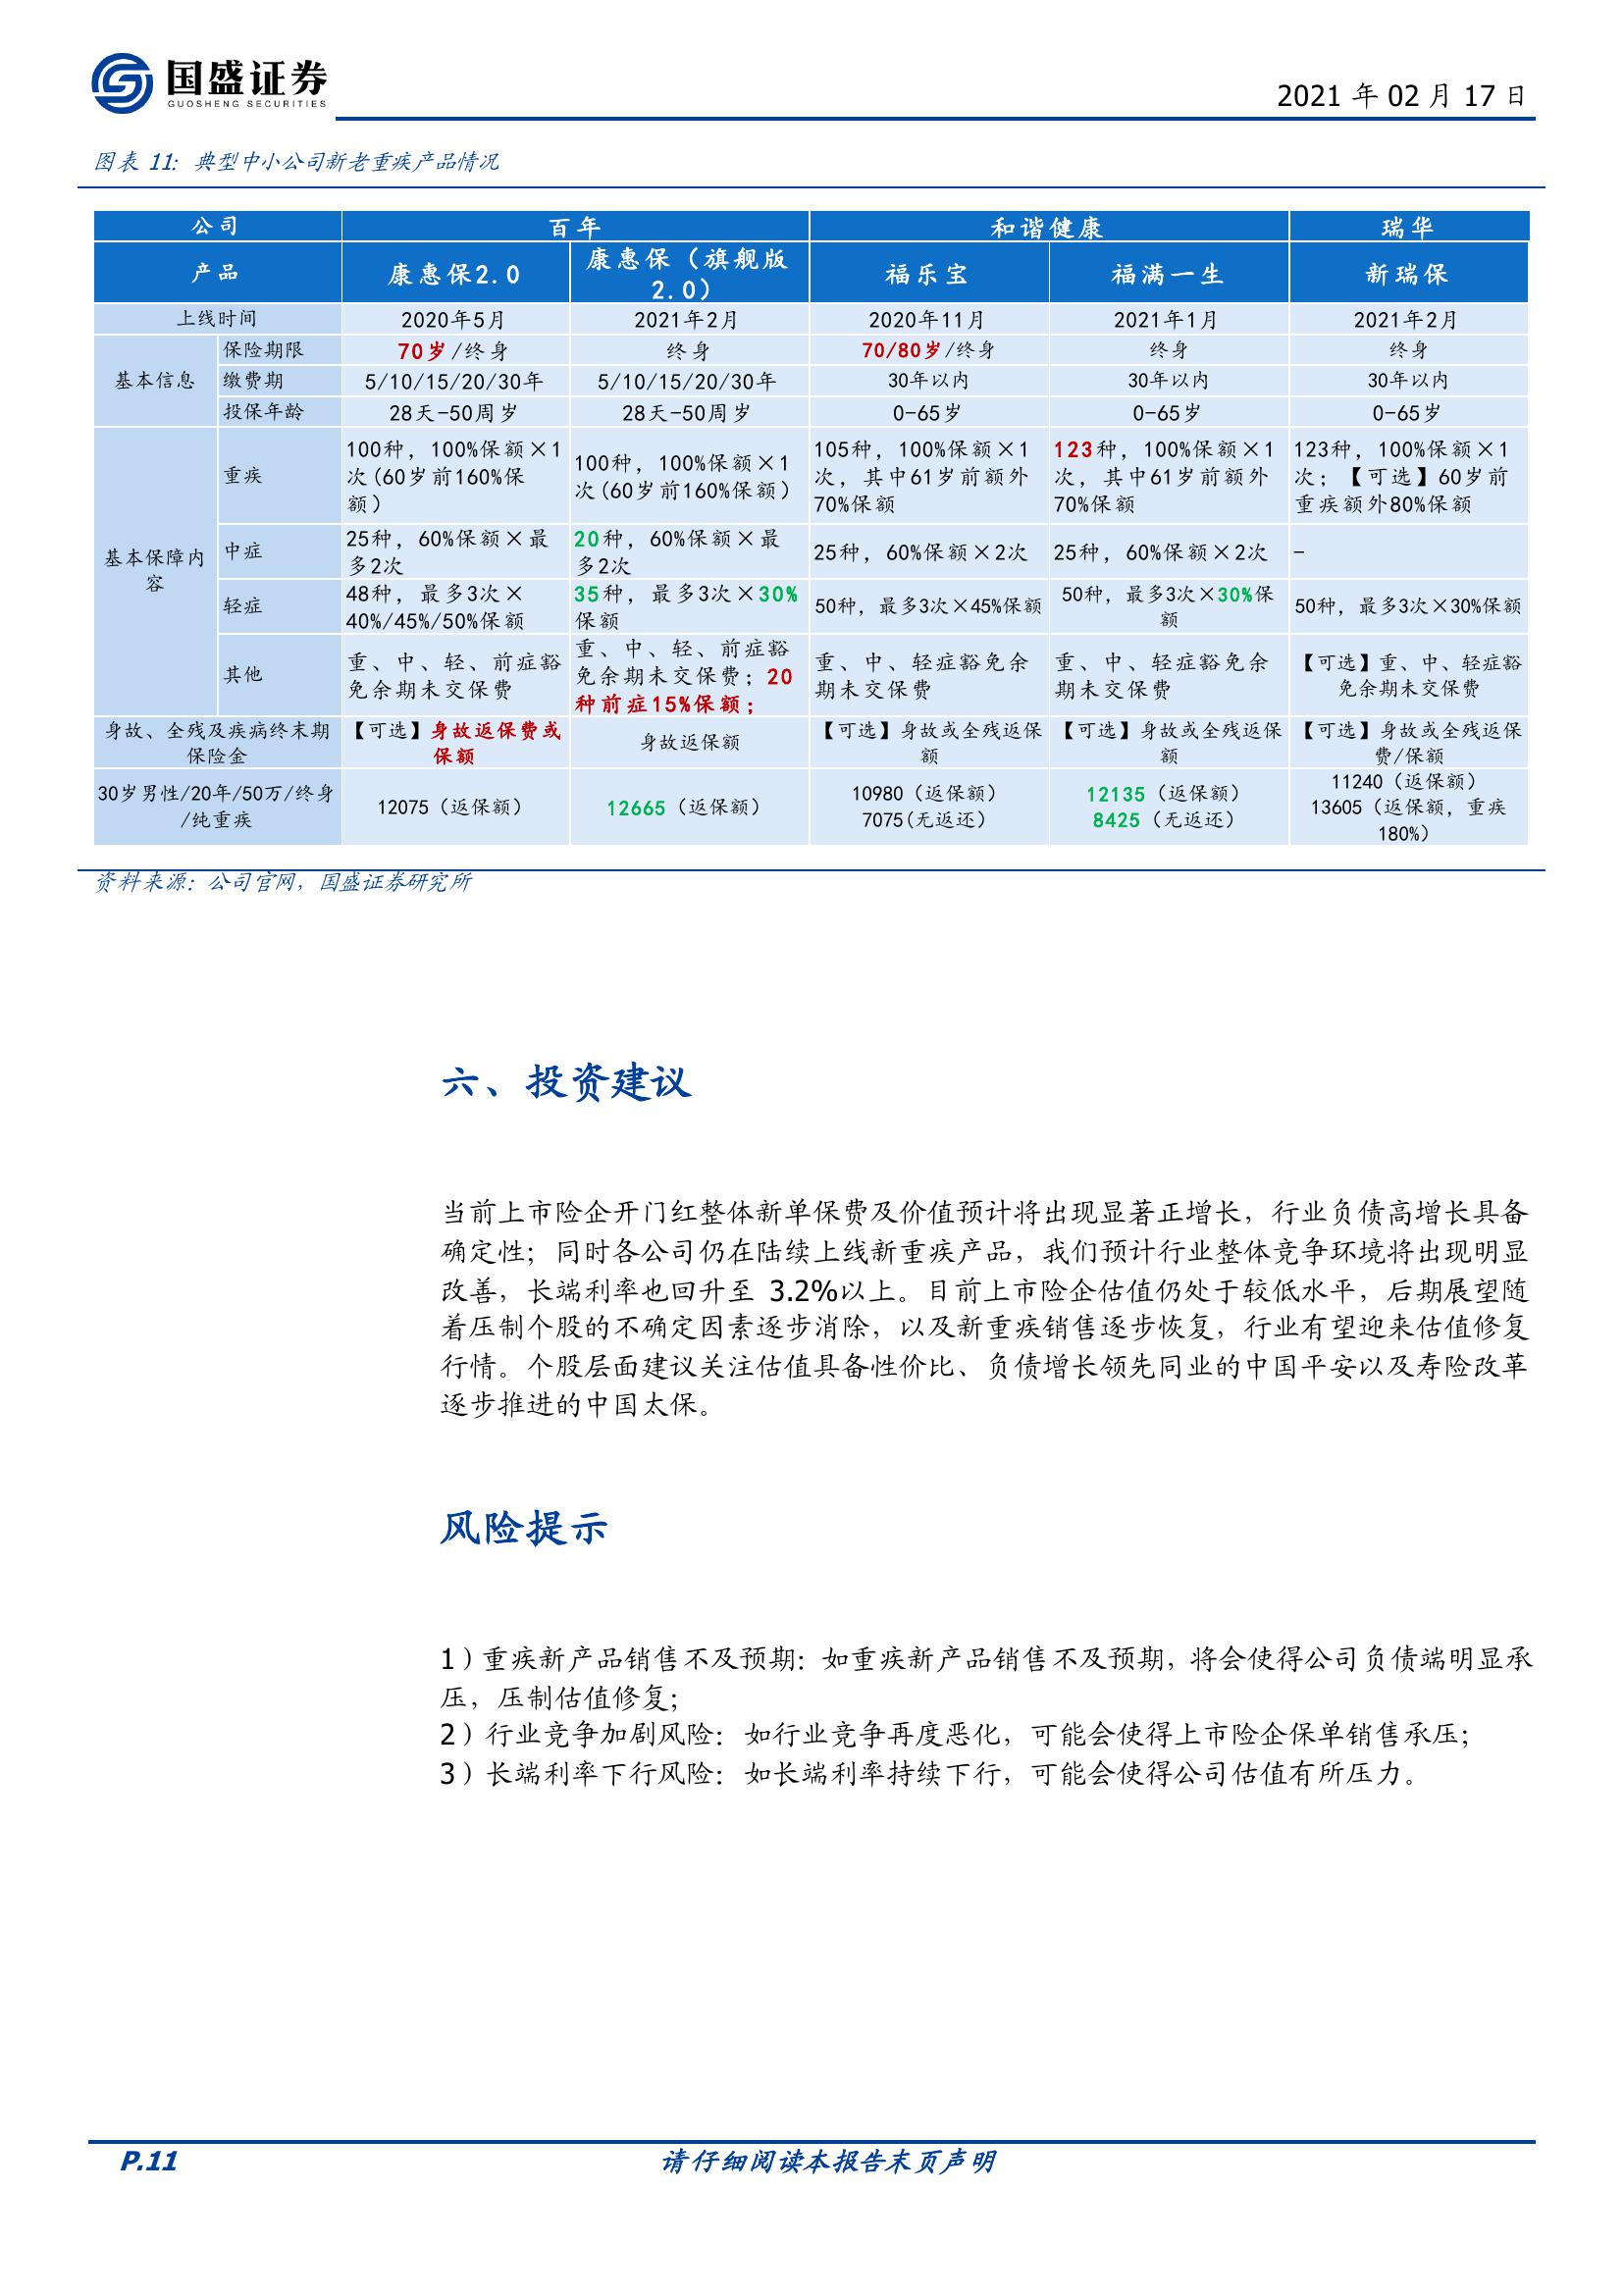 国盛证券
GUOSHENG SECURITIES
2021 年 02 月 17 日
图表 11：典型中小公司新老重疾产品情况
公司 百年 和谐健康 瑞华
产品 康惠保2.0 康惠保（旗舰版2.0） 福乐宝 福满一生 新瑞保
上线时间 2020年5月 2021年2月 2020年11月 2021年1月 2021年2月
基本信息
保险期限 70岁/终身 终身 70/80岁/终身 终身 终身
缴费期 5/10/15/20/30年 5/10/15/20/30年 30年以内 30年以内 30年以内
投保年龄 28天-50周岁 28天-50周岁 0-65岁 0-65岁 0-65岁
基本保障内容
重疾 100种，100%保额×1次(60岁前160%保额） 100种，100%保额×1次(60岁前160%保额） 105种，100%保额×1次，其中61岁前额外70%保额 123种，100%保额×1次，其中61岁前额外70%保额 123种，100%保额×1次；【可选】60岁前重疾额外80%保额
中症 25种，60%保额×最多2次 20种，60%保额×最多2次 25种，60%保额×2次 25种，60%保额×2次 -
轻症 48种，最多3次×40%/45%/50%保额 35种，最多3次×30%保额 50种，最多3次×45%保额 50种，最多3次×30%保额 50种，最多3次×30%保额
其他 重、中、轻、前症豁免余期未交保费 重、中、轻、前症豁免余期未交保费；20种前症15%保额； 重、中、轻症豁免余期未交保费 重、中、轻症豁免余期未交保费 【可选】重、中、轻症豁免余期未交保费
身故、全残及疾病终末期保险金 【可选】身故返保费或保额 身故返保额 【可选】身故或全残返保额 【可选】身故或全残返保额 【可选】身故或全残返保费/保额
30岁男性/20年/50万/终身/纯重疾 12075（返保额） 12665（返保额） 10980（返保额） 7075(无返还） 12135（返保额） 8425（无返还） 11240（返保额） 13605（返保额，重疾180%）
资料来源：公司官网，国盛证券研究所
六、投资建议
当前上市险企开门红整体新单保费及价值预计将出现显著正增长，行业负债高增长具备
确定性；同时各公司仍在陆续上线新重疾产品，我们预计行业整体竞争环境将出现明显
改善，长端利率也回升至 3.2%以上。目前上市险企估值仍处于较低水平，后期展望随
着压制个股的不确定因素逐步消除，以及新重疾销售逐步恢复，行业有望迎来估值修复
行情。个股层面建议关注估值具备性价比、负债增长领先同业的中国平安以及寿险改革
逐步推进的中国太保。
风险提示
1）重疾新产品销售不及预期：如重疾新产品销售不及预期，将会使得公司负债端明显承
压，压制估值修复；
2）行业竞争加剧风险：如行业竞争再度恶化，可能会使得上市险企保单销售承压；
3）长端利率下行风险：如长端利率持续下行，可能会使得公司估值有所压力。
P.11
请仔细阅读本报告末页声明